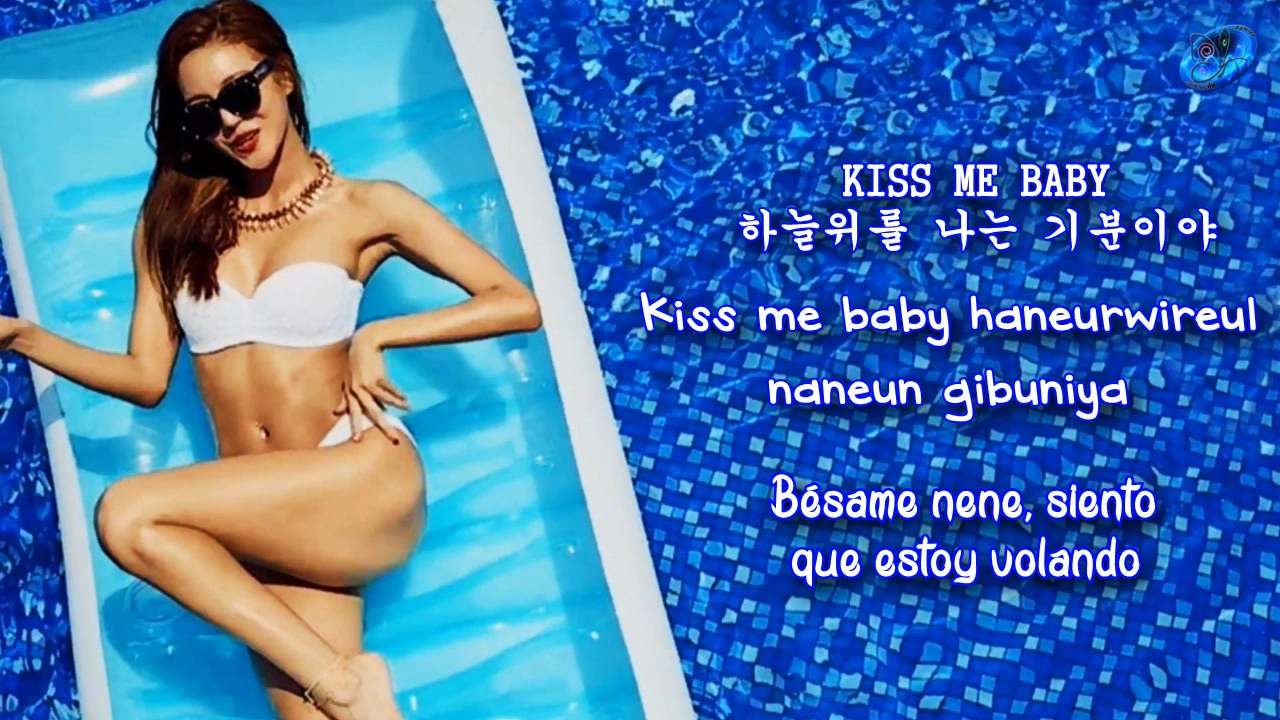 KISS ME BABY
하늘위를 나는 기분이야
Kiss me baby haneurwireul
naneun gibuniya
Bésame nene, siento
que estoy volando